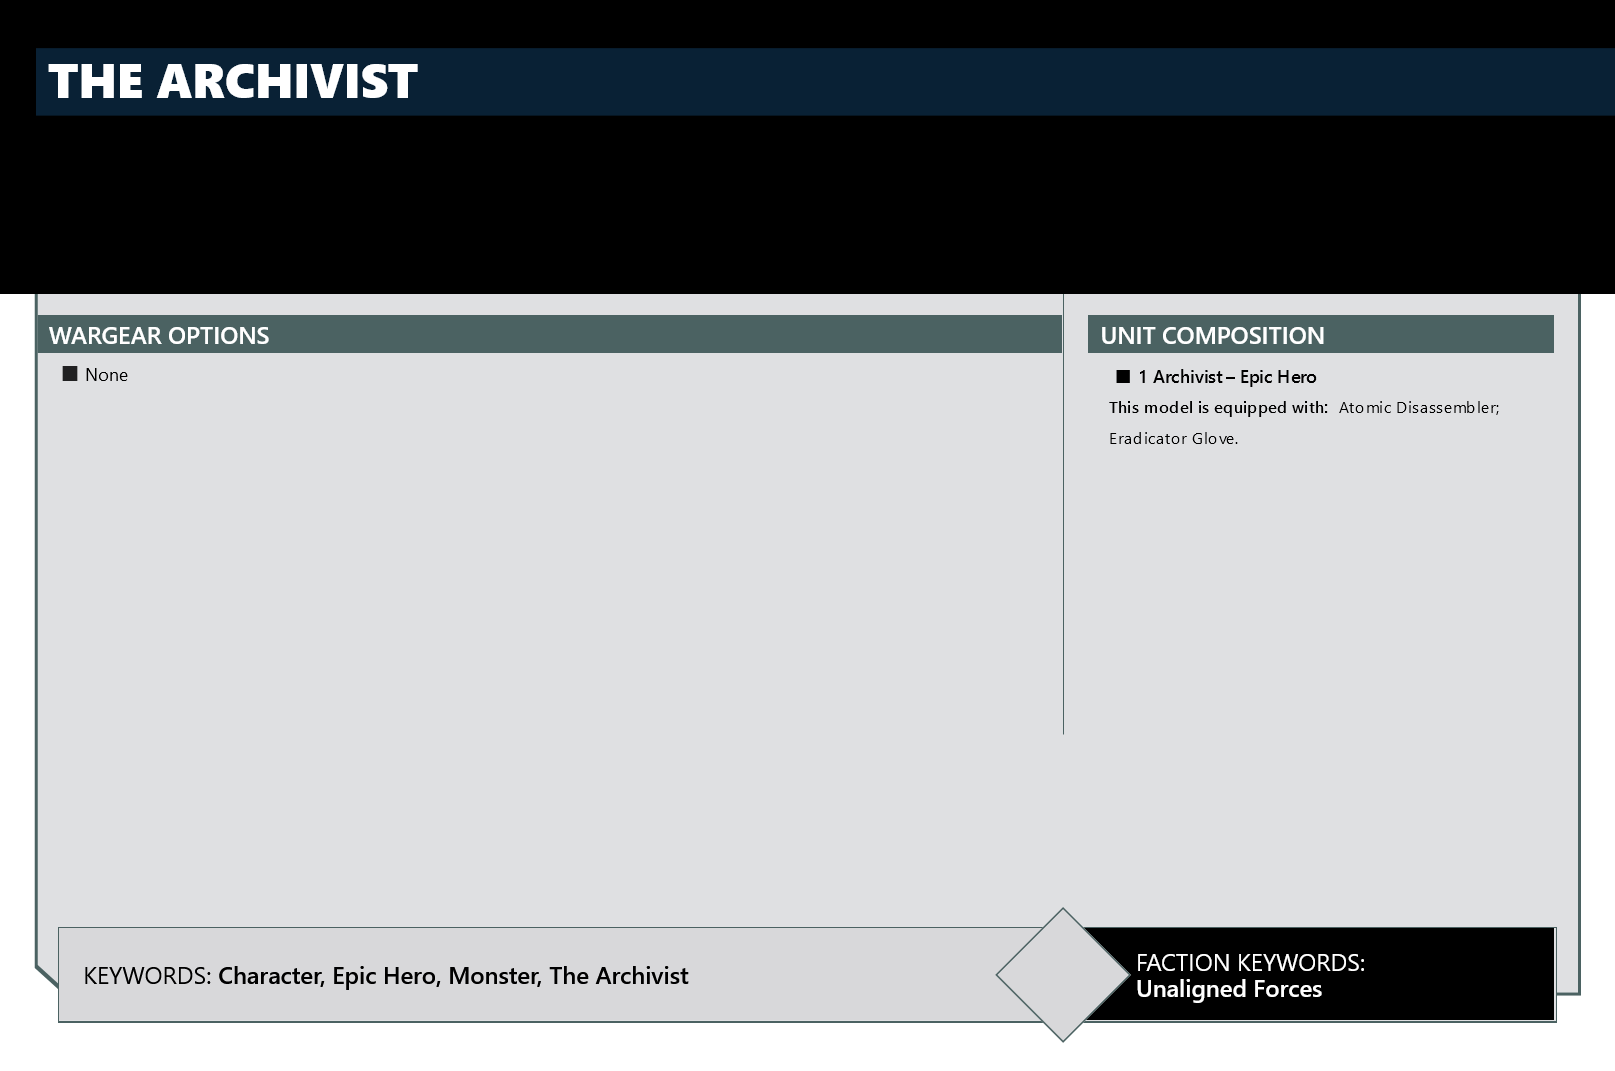 THE ARCHIVIST
WARGEAR OPTIONS
■ None
UNIT COMPOSITION
■ 1 Archivist – Epic Hero
This model is equipped with: Atomic Disassembler;
Eradicator Glove.
KEYWORDS: Character, Epic Hero, Monster, The Archivist
FACTION KEYWORDS:
Unaligned Forces